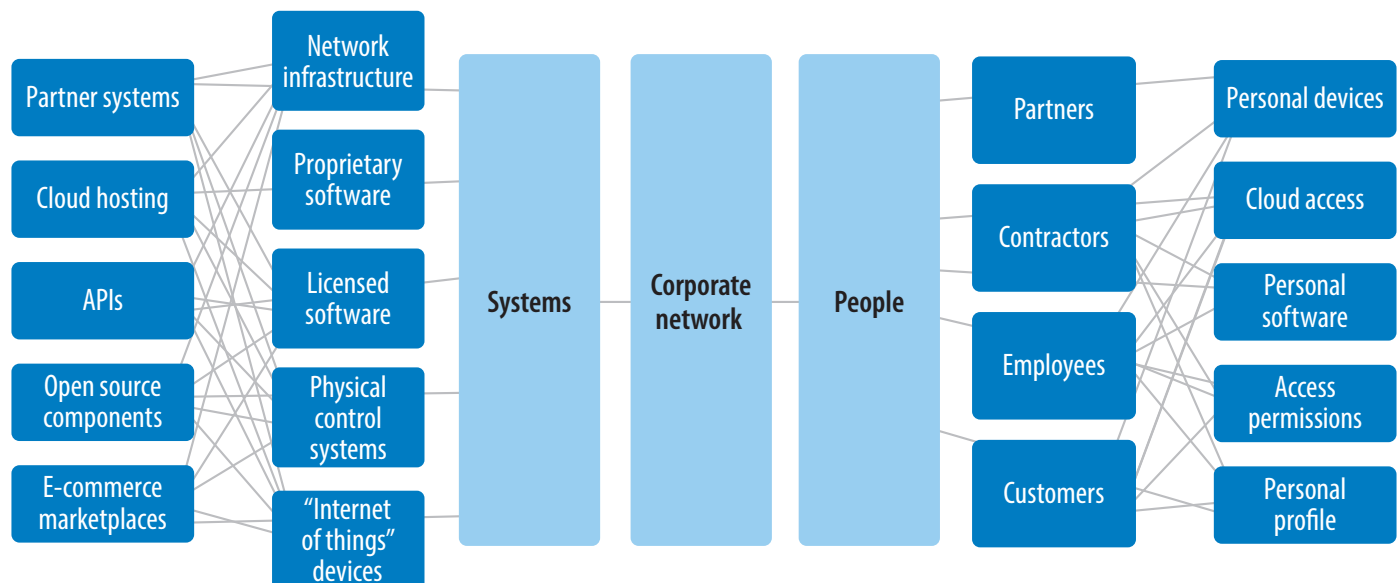 Partner systems
Cloud hosting
APIs
Open source
components
E-commerce
marketplaces
Network
infrastructure
Proprietary
software
Licensed
software
Physical
control
systems
“Internet
of things”
devices
Systems
Corporate
network
People
Partners
Contractors
Employees
Customers
Personal devices
Cloud access
Personal
software
Access
permissions
Personal
profile